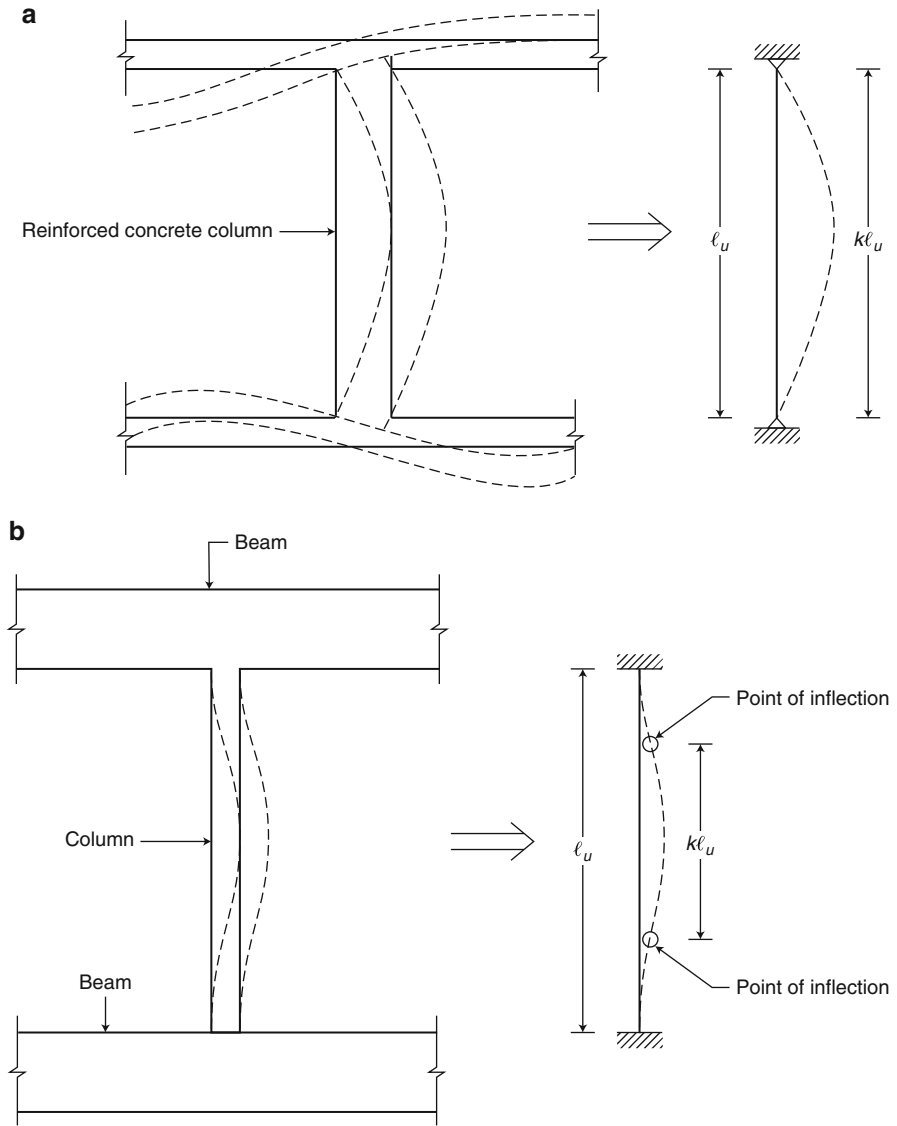 a
Reinforced concrete column
ℓu
kℓu
b
Beam
Point of inflection
Column
ℓu
kℓu
Beam
Point of inflection